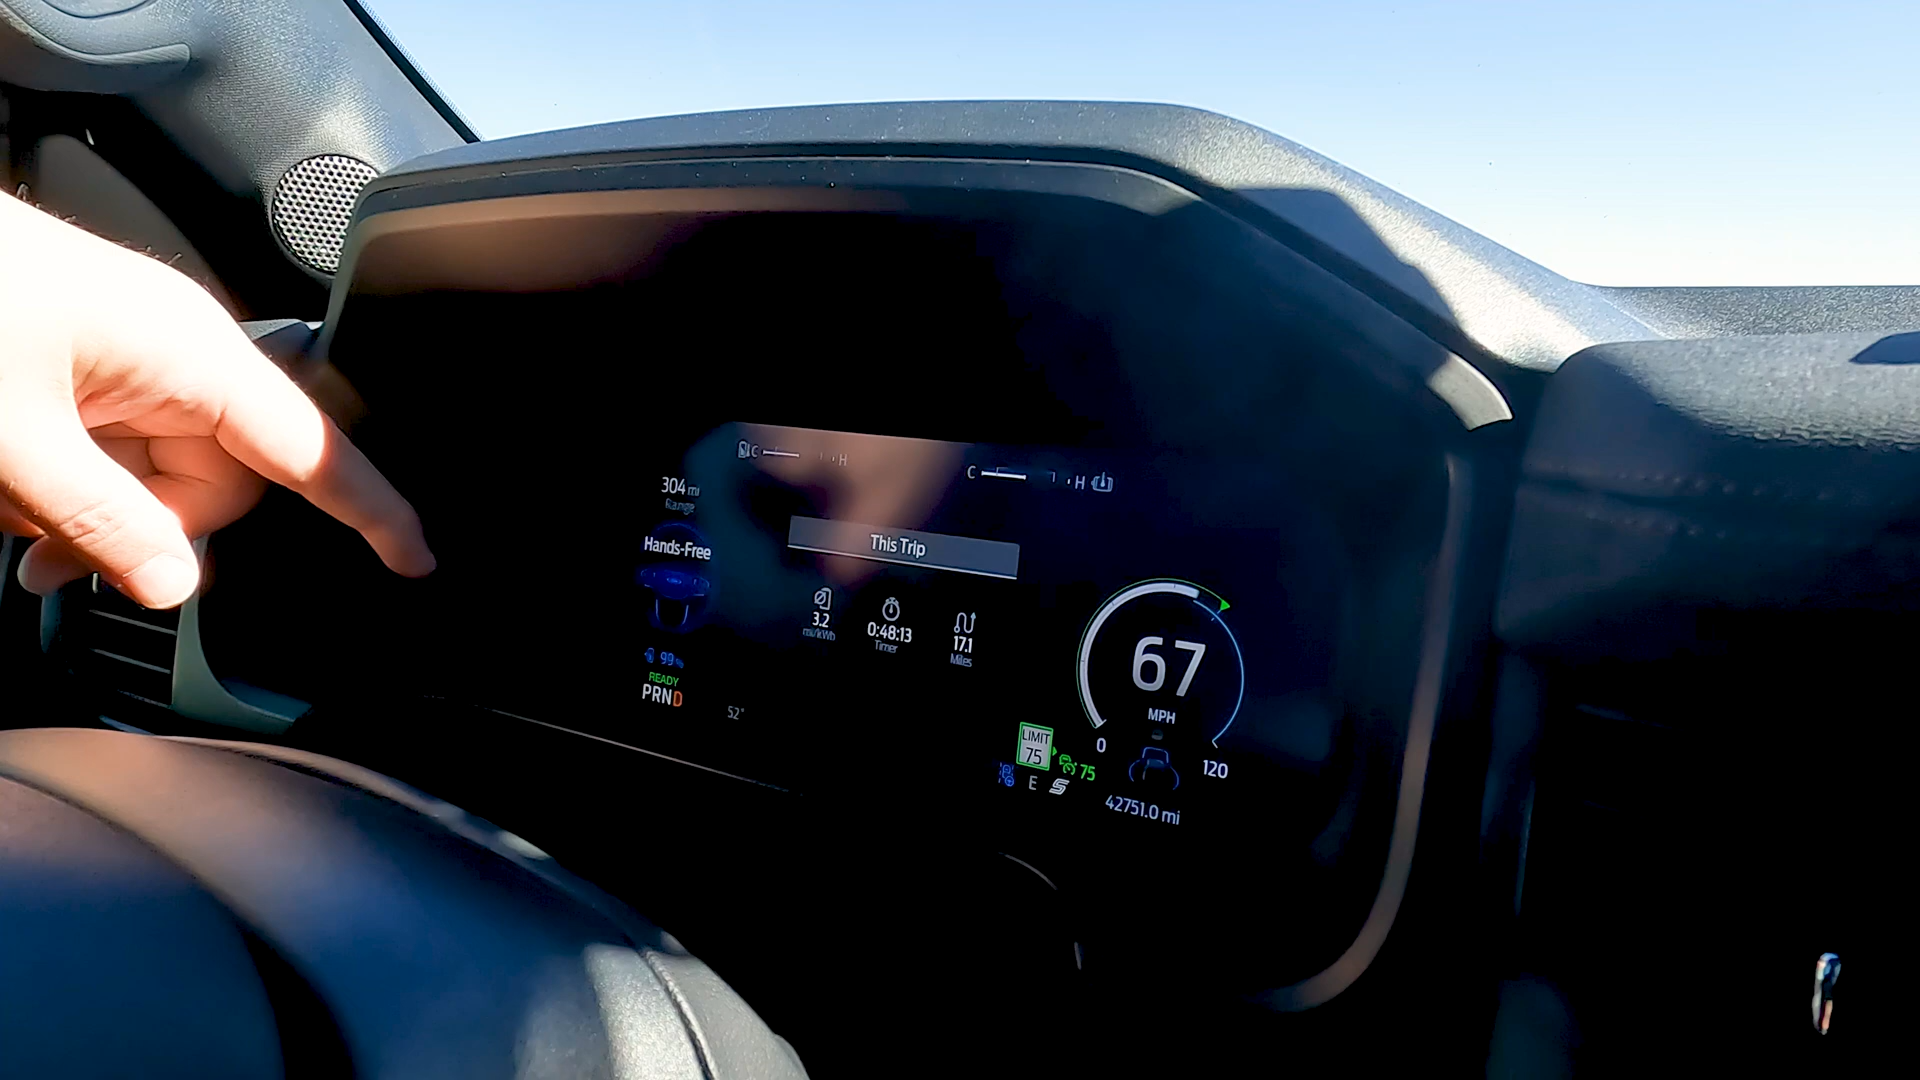 C H
C H
304 mi
Range
Hands-Free
This Trip
3.2
mi/kWh
0:48:13
Timer
17.1
Miles
99%
READY
PRND
52°
67
MPH
0
120
LIMIT
75
75
E
42751.0 mi